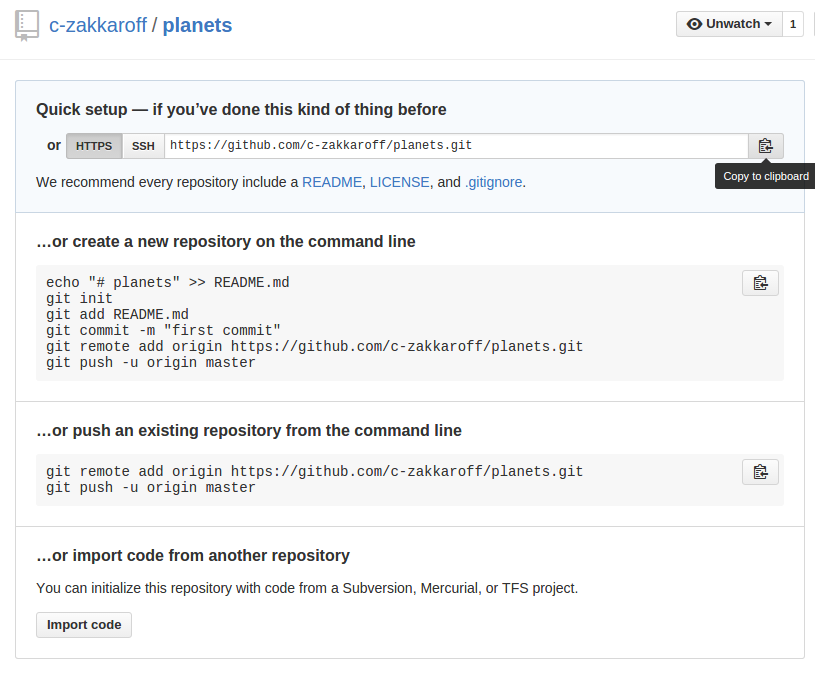 c-zakkaroff / planets
Unwatch
1
Quick setup — if you’ve done this kind of thing before
or HTTPS SSH https://github.com/c-zakkaroff/planets.git
Copy to clipboard
We recommend every repository include a README, LICENSE, and .gitignore.
…or create a new repository on the command line
echo "# planets" >> README.md
git init
git add README.md
git commit -m "first commit"
git remote add origin https://github.com/c-zakkaroff/planets.git
git push -u origin master
…or push an existing repository from the command line
git remote add origin https://github.com/c-zakkaroff/planets.git
git push -u origin master
…or import code from another repository
You can initialize this repository with code from a Subversion, Mercurial, or TFS project.
Import code